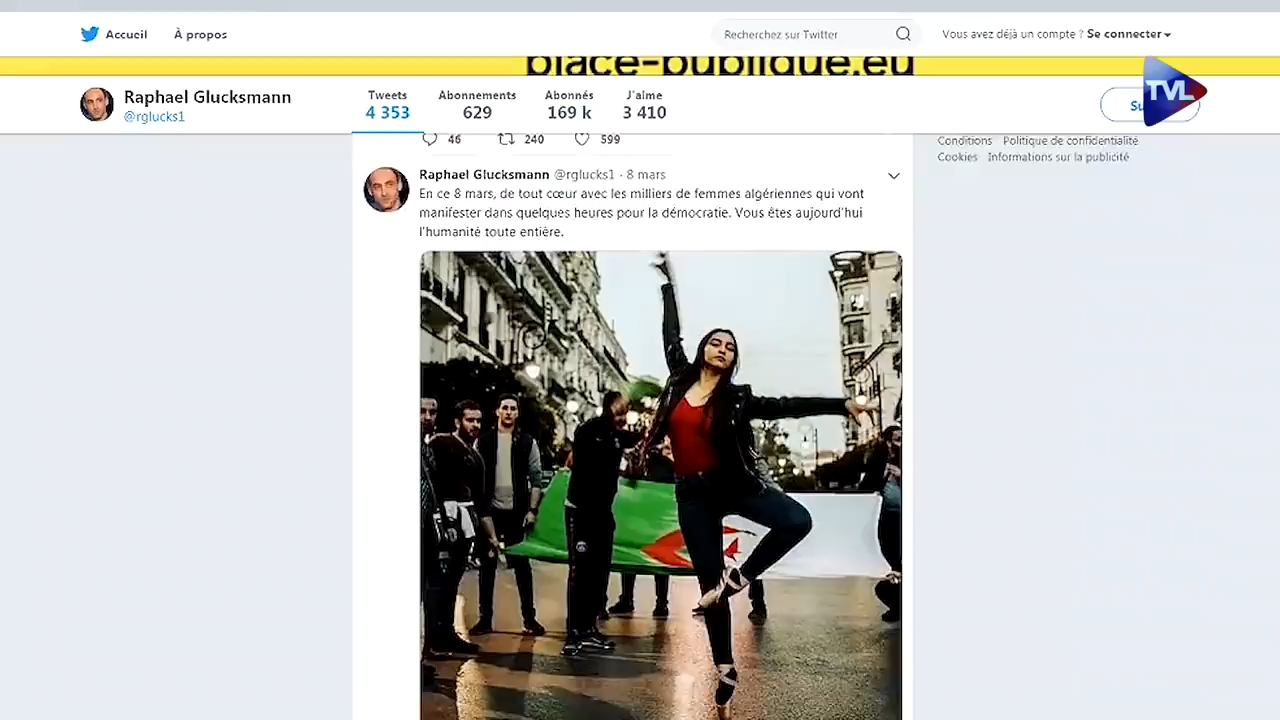 Accueil À propos Recherchez sur Twitter Vous avez déjà un compte ? Se connecter
place-publique.eu
Raphael Glucksmann
@rglucks1
Tweets Abonnements Abonnés J'aime
4 353 629 169 k 3 410
Su
TVL
46 240 599
Conditions Politique de confidentialité
Cookies Informations sur la publicité
Raphael Glucksmann @rglucks1 · 8 mars
En ce 8 mars, de tout cœur avec les milliers de femmes algériennes qui vont
manifester dans quelques heures pour la démocratie. Vous êtes aujourd'hui
l'humanité toute entière.